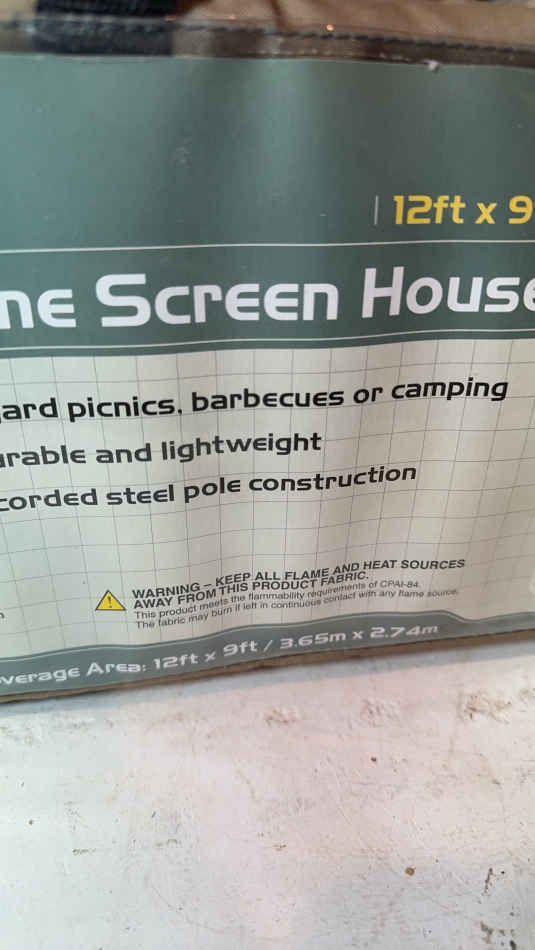 12ft x 9
ne Screen House
ard picnics, barbecues or camping
rable and lightweight
corded steel pole construction
WARNING – KEEP ALL FLAME AND HEAT SOURCES
AWAY FROM THIS PRODUCT FABRIC.
This product meets the flammability requirements of CPAI-84.
The fabric may burn if left in continuous contact with any flame source.
verage Area: 12ft x 9ft / 3.65m x 2.74m